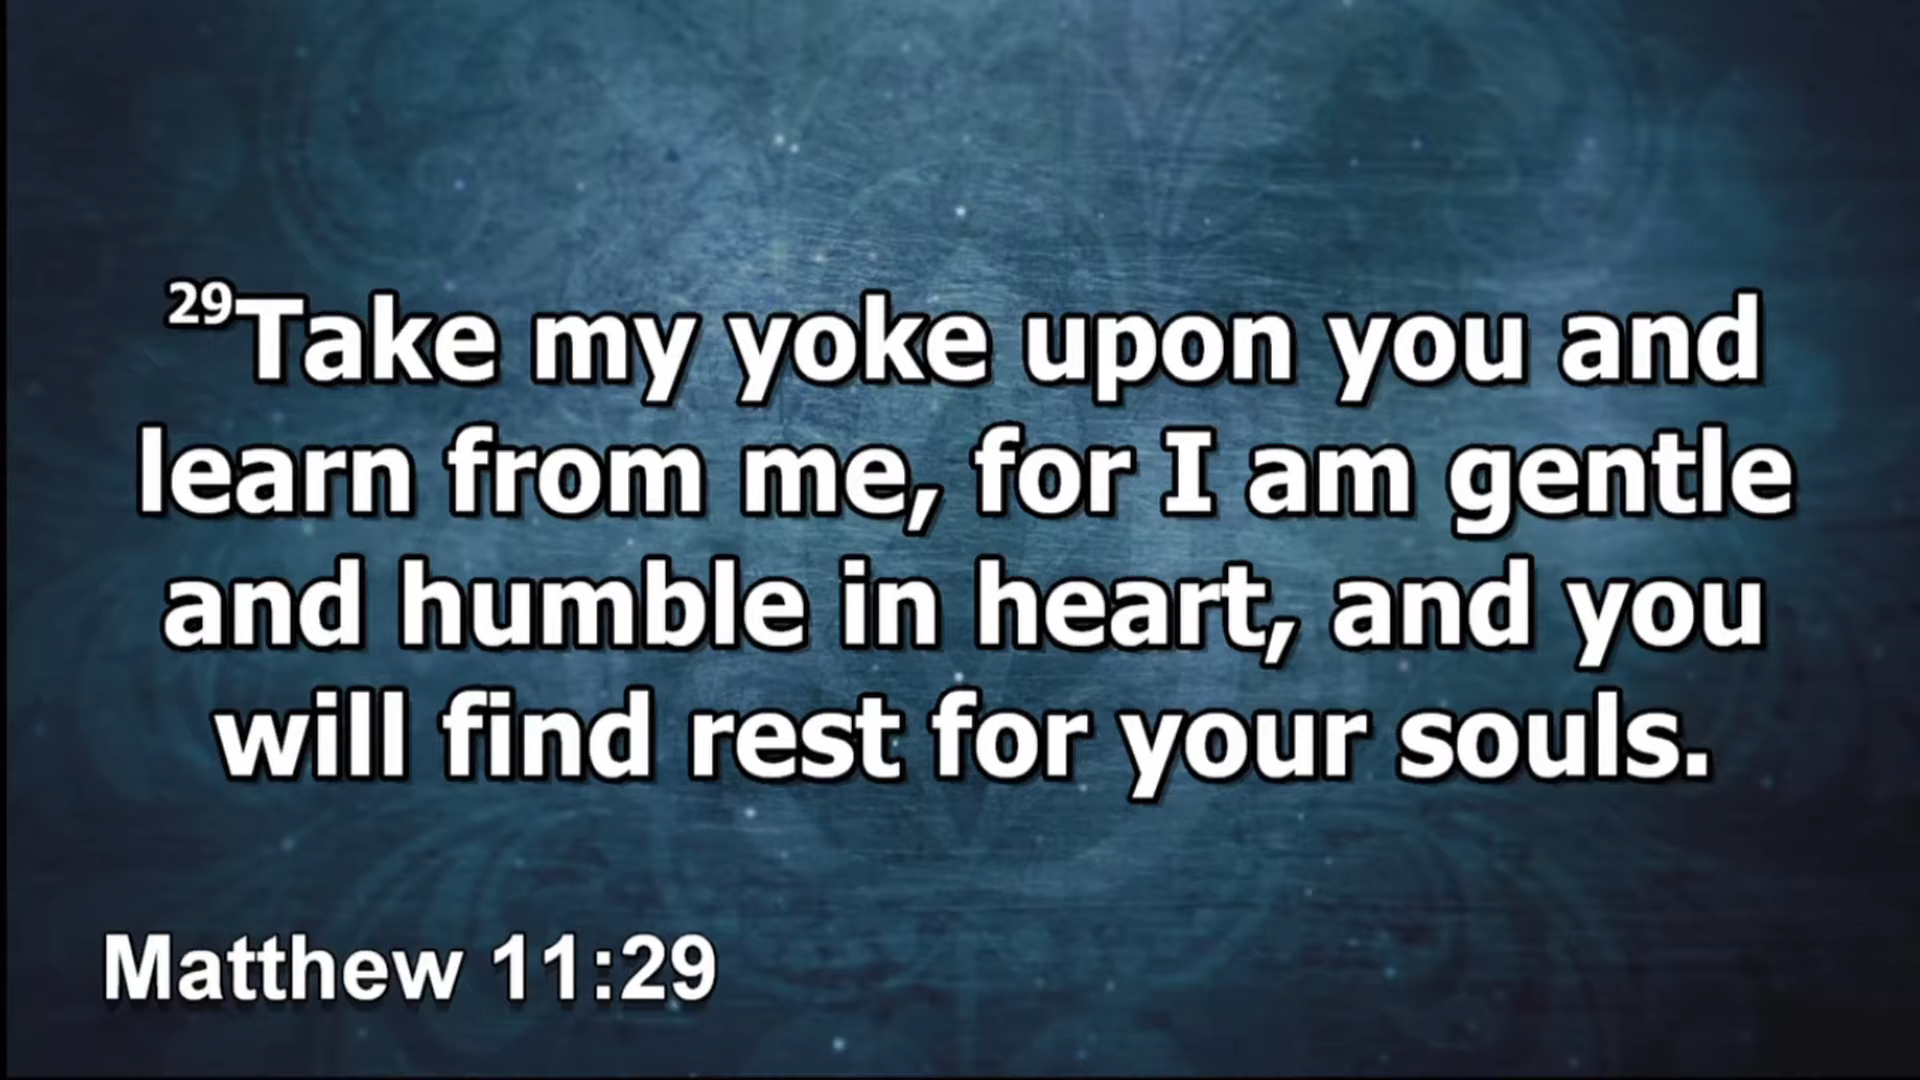 29Take my yoke upon you and
learn from me, for I am gentle
and humble in heart, and you
will find rest for your souls.
Matthew 11:29